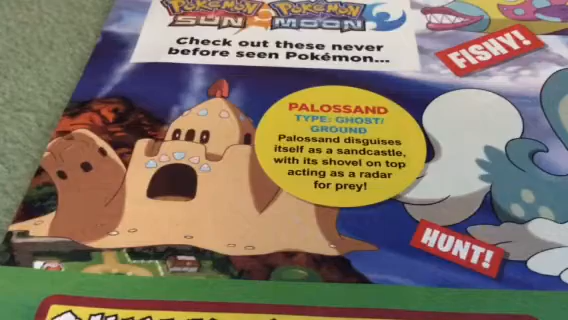 POKÉMON POKÉMON
SUN MOON
Check out these never
before seen Pokémon...
FISHY!
PALOSSAND
TYPE: GHOST/
GROUND
Palossand disguises
itself as a sandcastle,
with its shovel on top
acting as a radar
for prey!
HUNT!